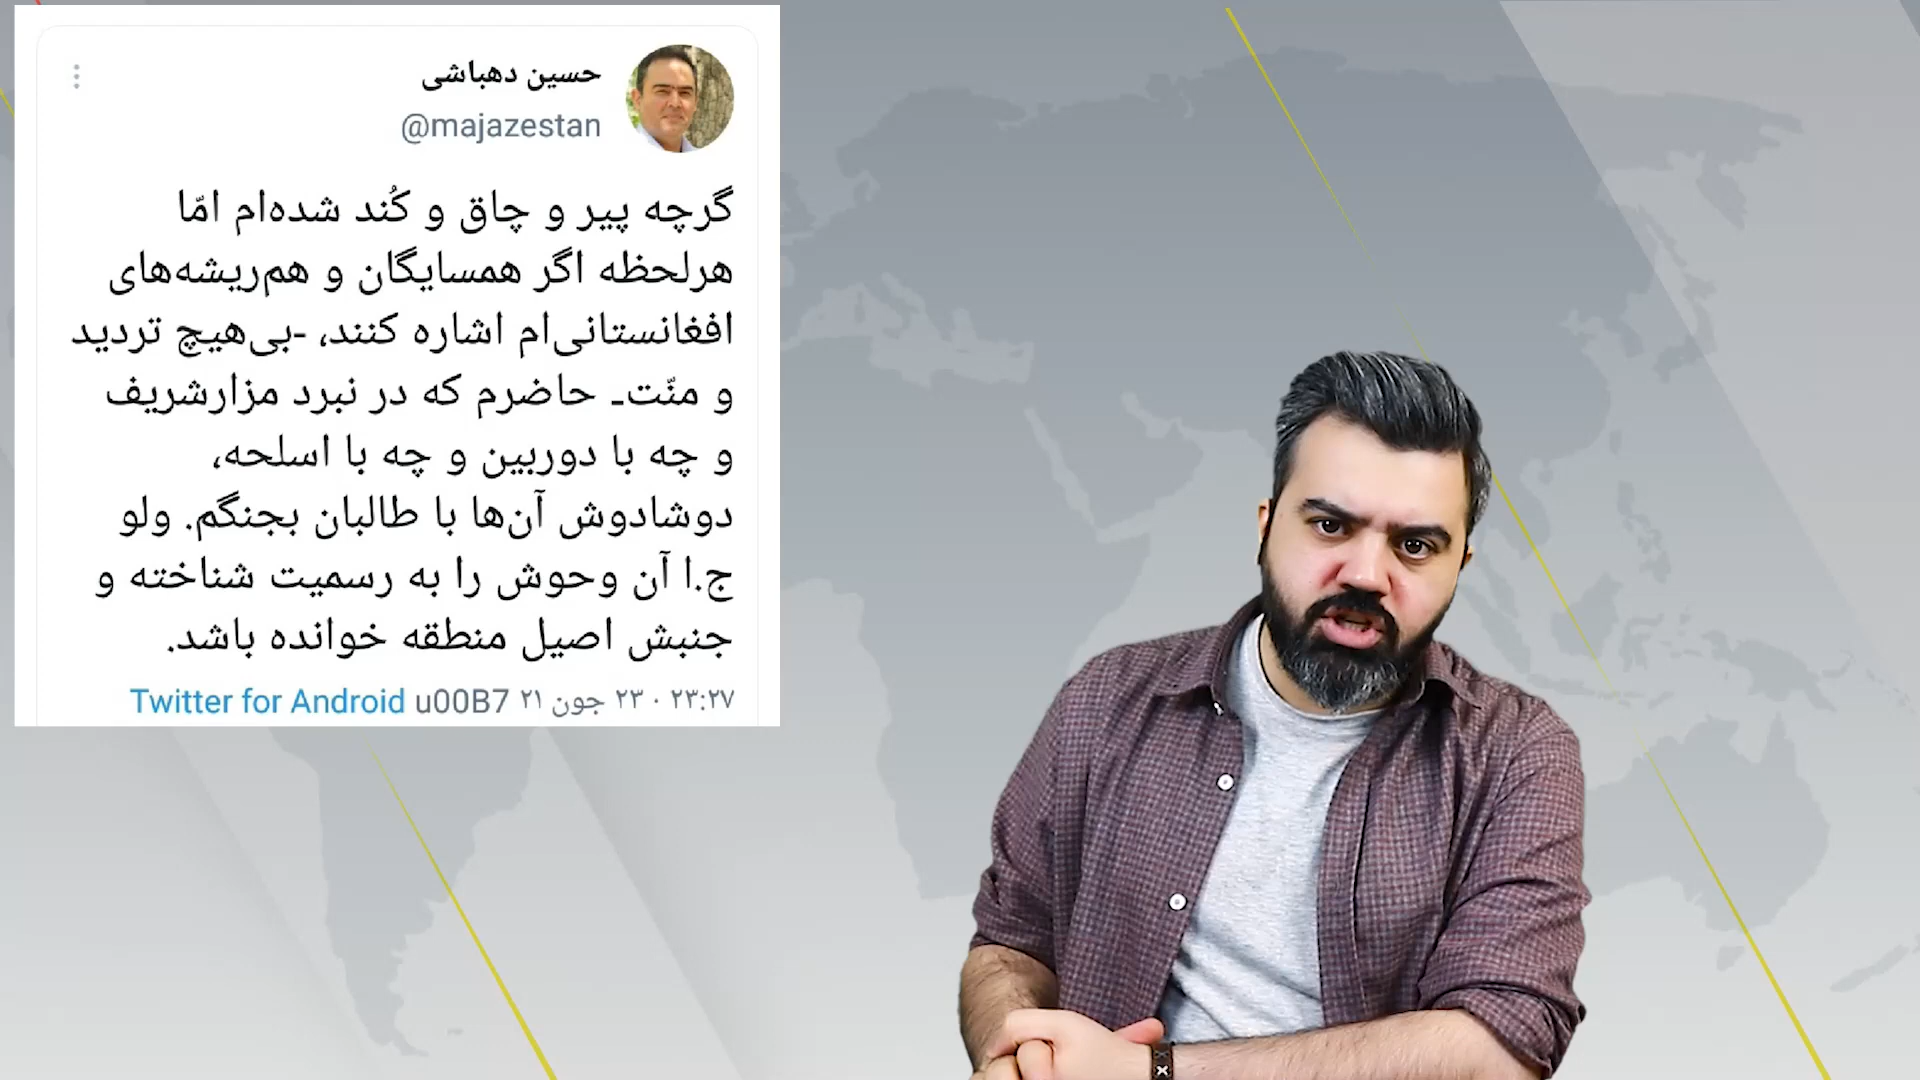 حسین دهباشی
@majazestan
گرچه پیر و چاق و کُند شده‌ام امّا
هرلحظه اگر همسایگان و هم‌ریشه‌های
افغانستانی‌ام اشاره کنند، -بی‌هیچ تردید
و منّت- حاضرم که در نبرد مزارشریف
و چه با دوربین و چه با اسلحه،
دوشادوش آن‌ها با طالبان بجنگم. ولو
ج.ا آن وحوش را به رسمیت شناخته و
جنبش اصیل منطقه خوانده باشد.
۲۳:۲۷ · ۲۳ جون ۲۱ u00B7 Twitter for Android